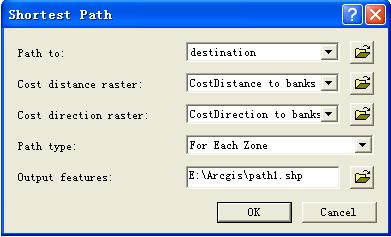 Shortest Path
Path to: destination
Cost distance raster: CostDistance to banks
Cost direction raster: CostDirection to banks
Path type: For Each Zone
Output features: E:\Arcgis\path1.shp
OK Cancel